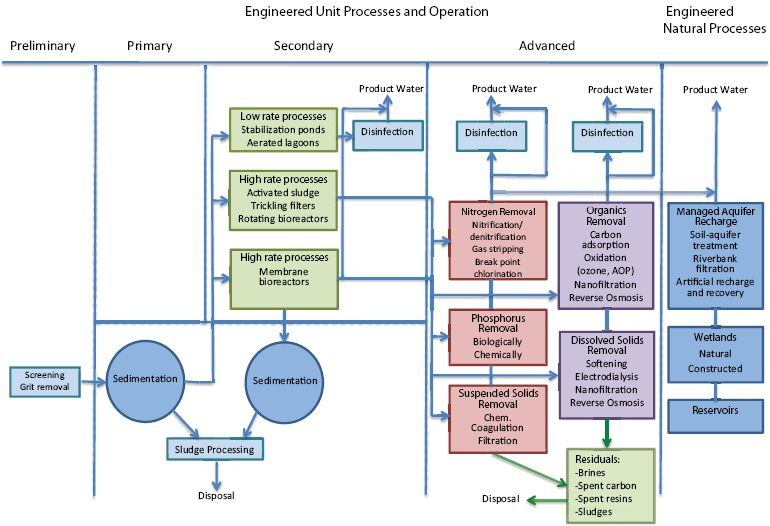 Engineered Unit Processes and Operation
Engineered
Natural Processes
Preliminary
Primary
Secondary
Advanced
Product Water
Product Water
Product Water
Product Water
Low rate processes
Stabilization ponds
Aerated lagoons
Disinfection
Disinfection
Disinfection
High rate processes
Activated sludge
Trickling filters
Rotating bioreactors
High rate processes
Membrane
bioreactors
Nitrogen Removal
Nitrification/
denitrification
Gas stripping
Break point
chlorination
Organics
Removal
Carbon
adsorption
Oxidation
(ozone, AOP)
Nanofiltration
Reverse Osmosis
Managed Aquifer
Recharge
Soil-aquifer
treatment
Riverbank
filtration
Artificial recharge
and recovery
Phosphorus
Removal
Biologically
Chemically
Dissolved Solids
Removal
Softening
Electrodialysis
Nanofiltration
Reverse Osmosis
Wetlands
Natural
Constructed
Screening
Grit removal
Sedimentation
Sedimentation
Suspended Solids
Removal
Chem.
Coagulation
Filtration
Reservoirs
Sludge Processing
Disposal
Residuals:
-Brines
-Spent carbon
-Spent resins
-Sludges
Disposal